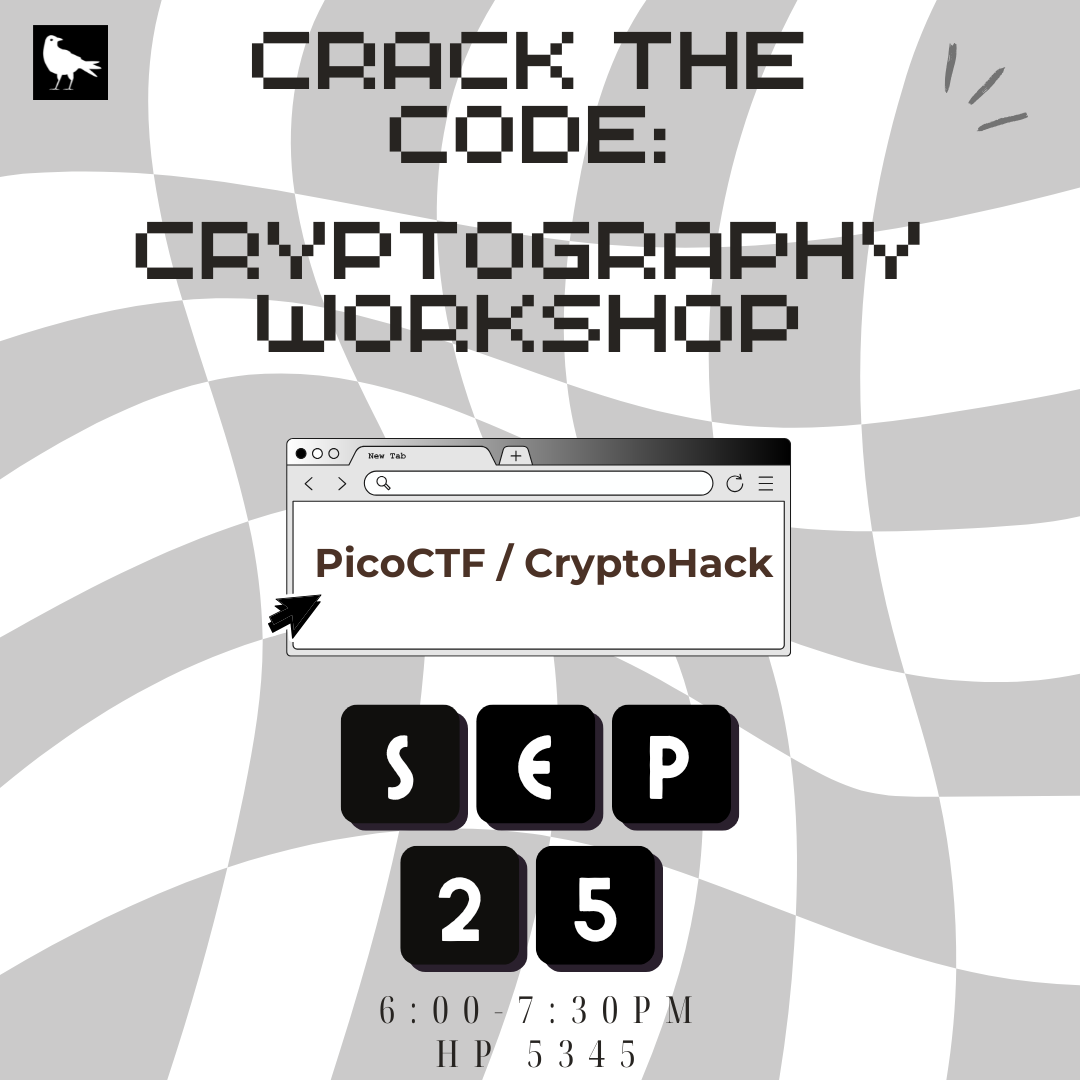 CRACK THE
CODE:
CRYPTOGRAPHY
WORKSHOP
New Tab
PicoCTF / CryptoHack
SEP
25
6:00-7:30PM
HP 5345